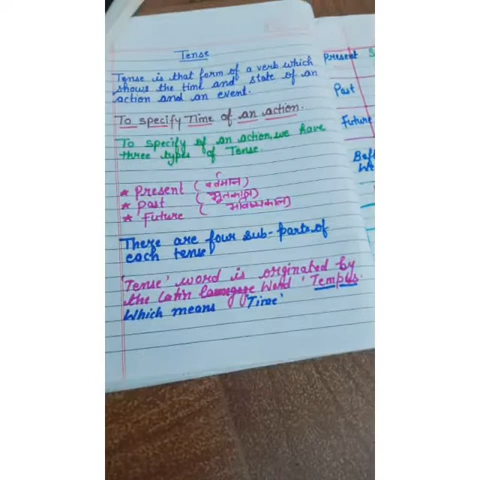 Tense
Tense is that form of a verb which
shows the time and state of an
action and an event.
To specify Time of an action.
To specify of an action, we have
three types of Tense.
* Present (वर्तमान)
* Past (भूतकाल)
* Future (भविष्यकाल)
There are four sub-parts of
each tense
'Tense' word is orginated by
the Latin Word 'Tempus.
Which means 'Time'
Present S
Past
Future